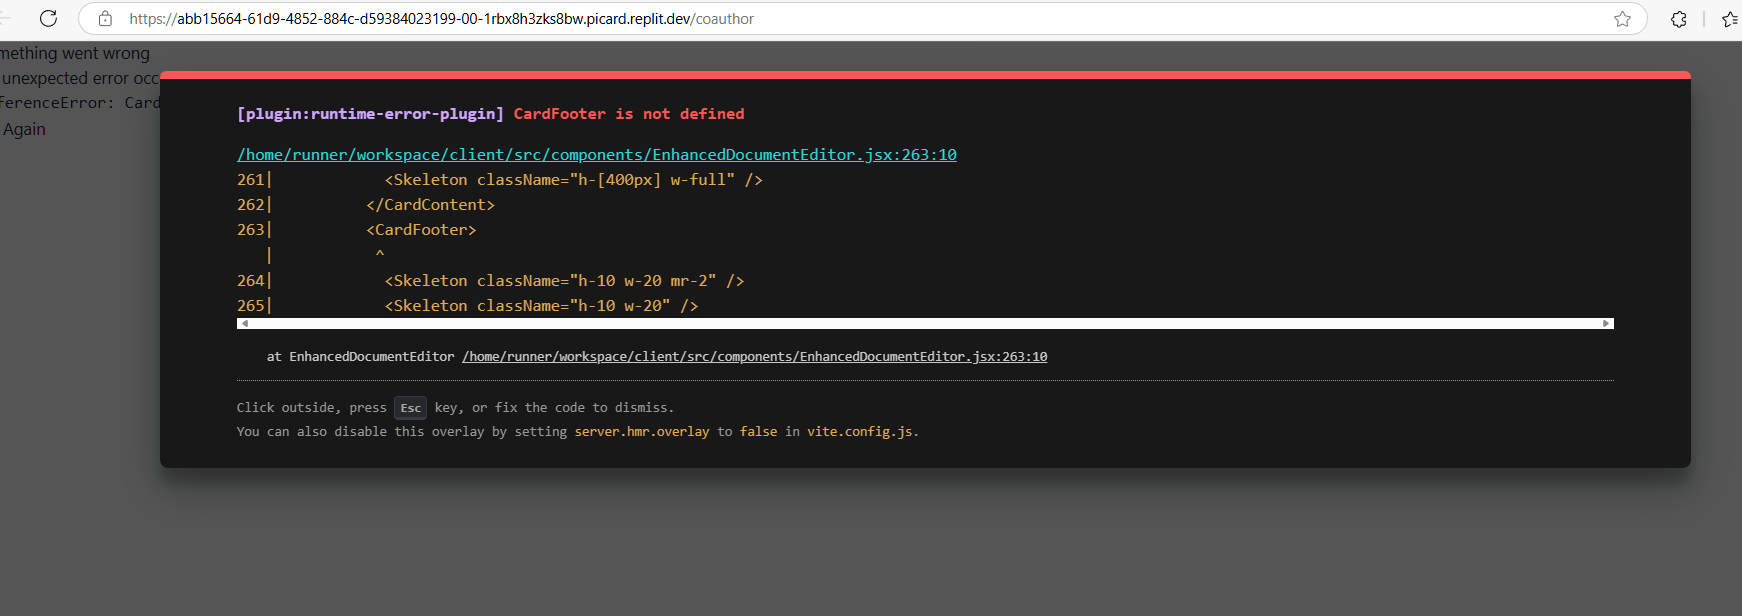 https://abb15664-61d9-4852-884c-d59384023199-00-1rbx8h3zks8bw.picard.replit.dev/coauthor
mething went wrong
unexpected error occ
ferenceError: Card
Again
[plugin:runtime-error-plugin] CardFooter is not defined
/home/runner/workspace/client/src/components/EnhancedDocumentEditor.jsx:263:10
261|            <Skeleton className="h-[400px] w-full" />
262|          </CardContent>
263|          <CardFooter>
   |           ^
264|            <Skeleton className="h-10 w-20 mr-2" />
265|            <Skeleton className="h-10 w-20" />
at EnhancedDocumentEditor /home/runner/workspace/client/src/components/EnhancedDocumentEditor.jsx:263:10
Click outside, press Esc key, or fix the code to dismiss.
You can also disable this overlay by setting server.hmr.overlay to false in vite.config.js.